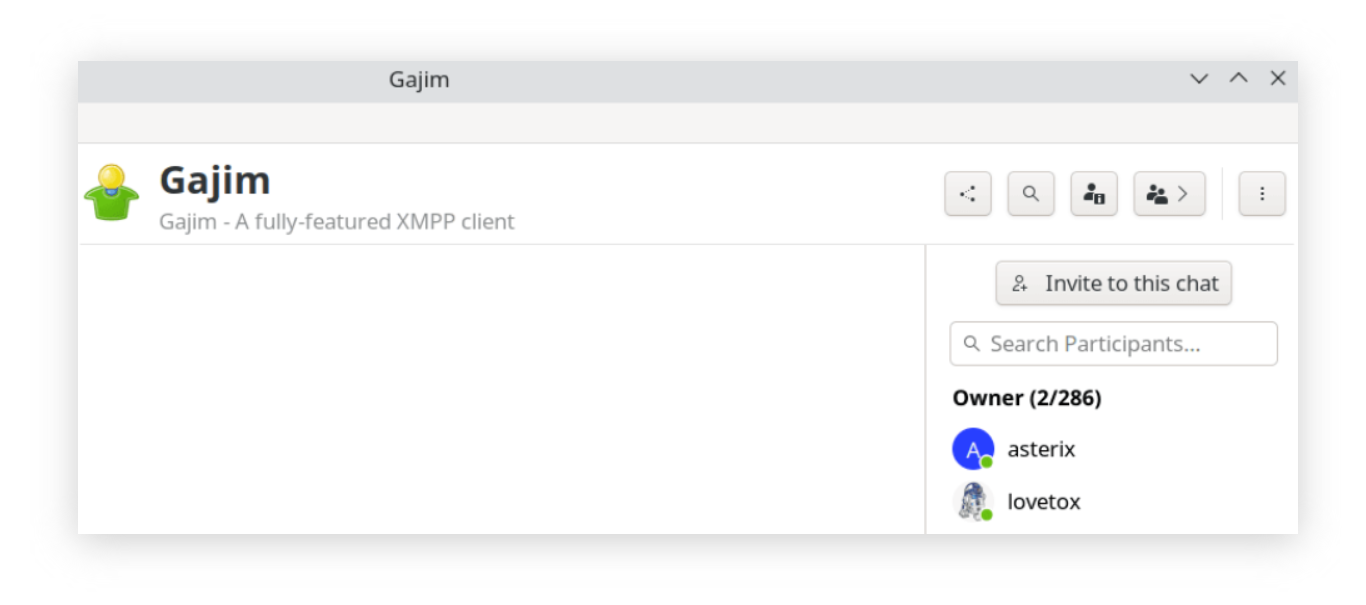 Gajim
Gajim
Gajim - A fully-featured XMPP client
Invite to this chat
Search Participants...
Owner (2/286)
A asterix
lovetox